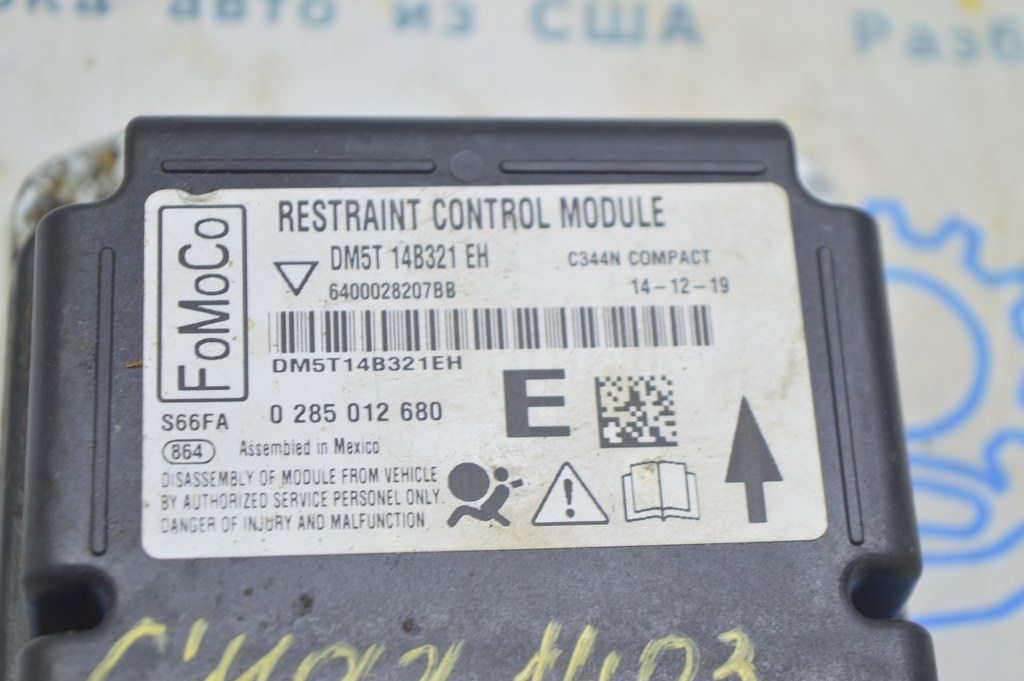 авто из США
FoMoCo
RESTRAINT CONTROL MODULE
DM5T 14B321 EH
C344N COMPACT
6400028207BB
14-12-19
DM5T14B321EH
S66FA
0 285 012 680
E
864
Assembled in Mexico
DISASSEMBLY OF MODULE FROM VEHICLE
BY AUTHORIZED SERVICE PERSONEL ONLY.
DANGER OF INJURY AND MALFUNCTION